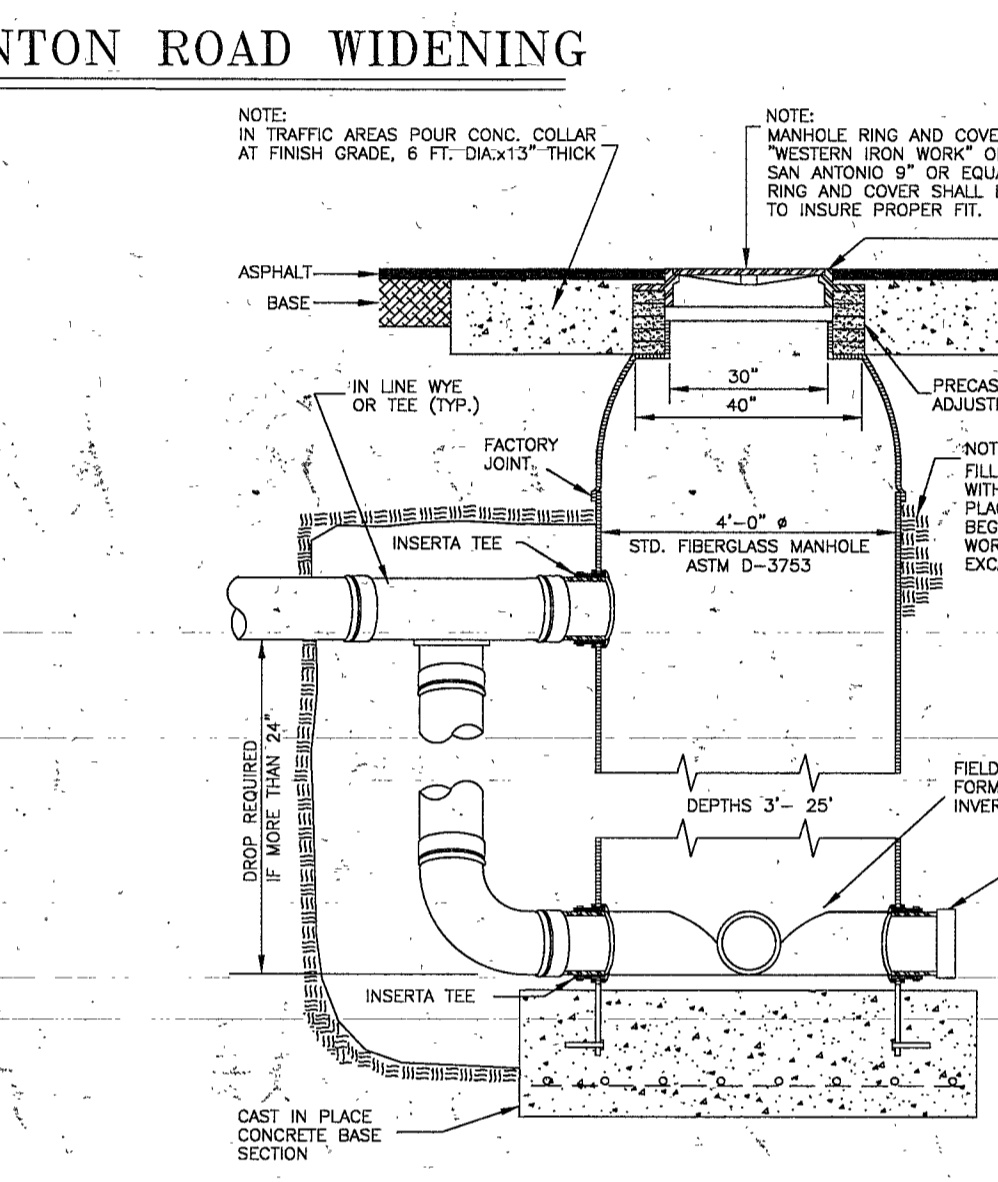 NTON ROAD WIDENING
NOTE:
IN TRAFFIC AREAS POUR CONC. COLLAR
AT FINISH GRADE, 6 FT. DIA.x13" THICK
NOTE:
MANHOLE RING AND COVE
"WESTERN IRON WORK" O
SAN ANTONIO 9" OR EQUA
RING AND COVER SHALL
TO INSURE PROPER FIT.
ASPHALT
BASE
IN LINE WYE
OR TEE (TYP.)
30"
40"
PRECAS
ADJUST
FACTORY
JOINT
NOT
FILL
WITH
PLAC
BEG
WOR
EXCA
4'-0" ø
STD. FIBERGLASS MANHOLE
ASTM D-3753
INSERTA TEE
DROP REQUIRED
IF MORE THAN 24"
DEPTHS 3'- 25'
FIELD
FORM
INVER
INSERTA TEE
CAST IN PLACE
CONCRETE BASE
SECTION